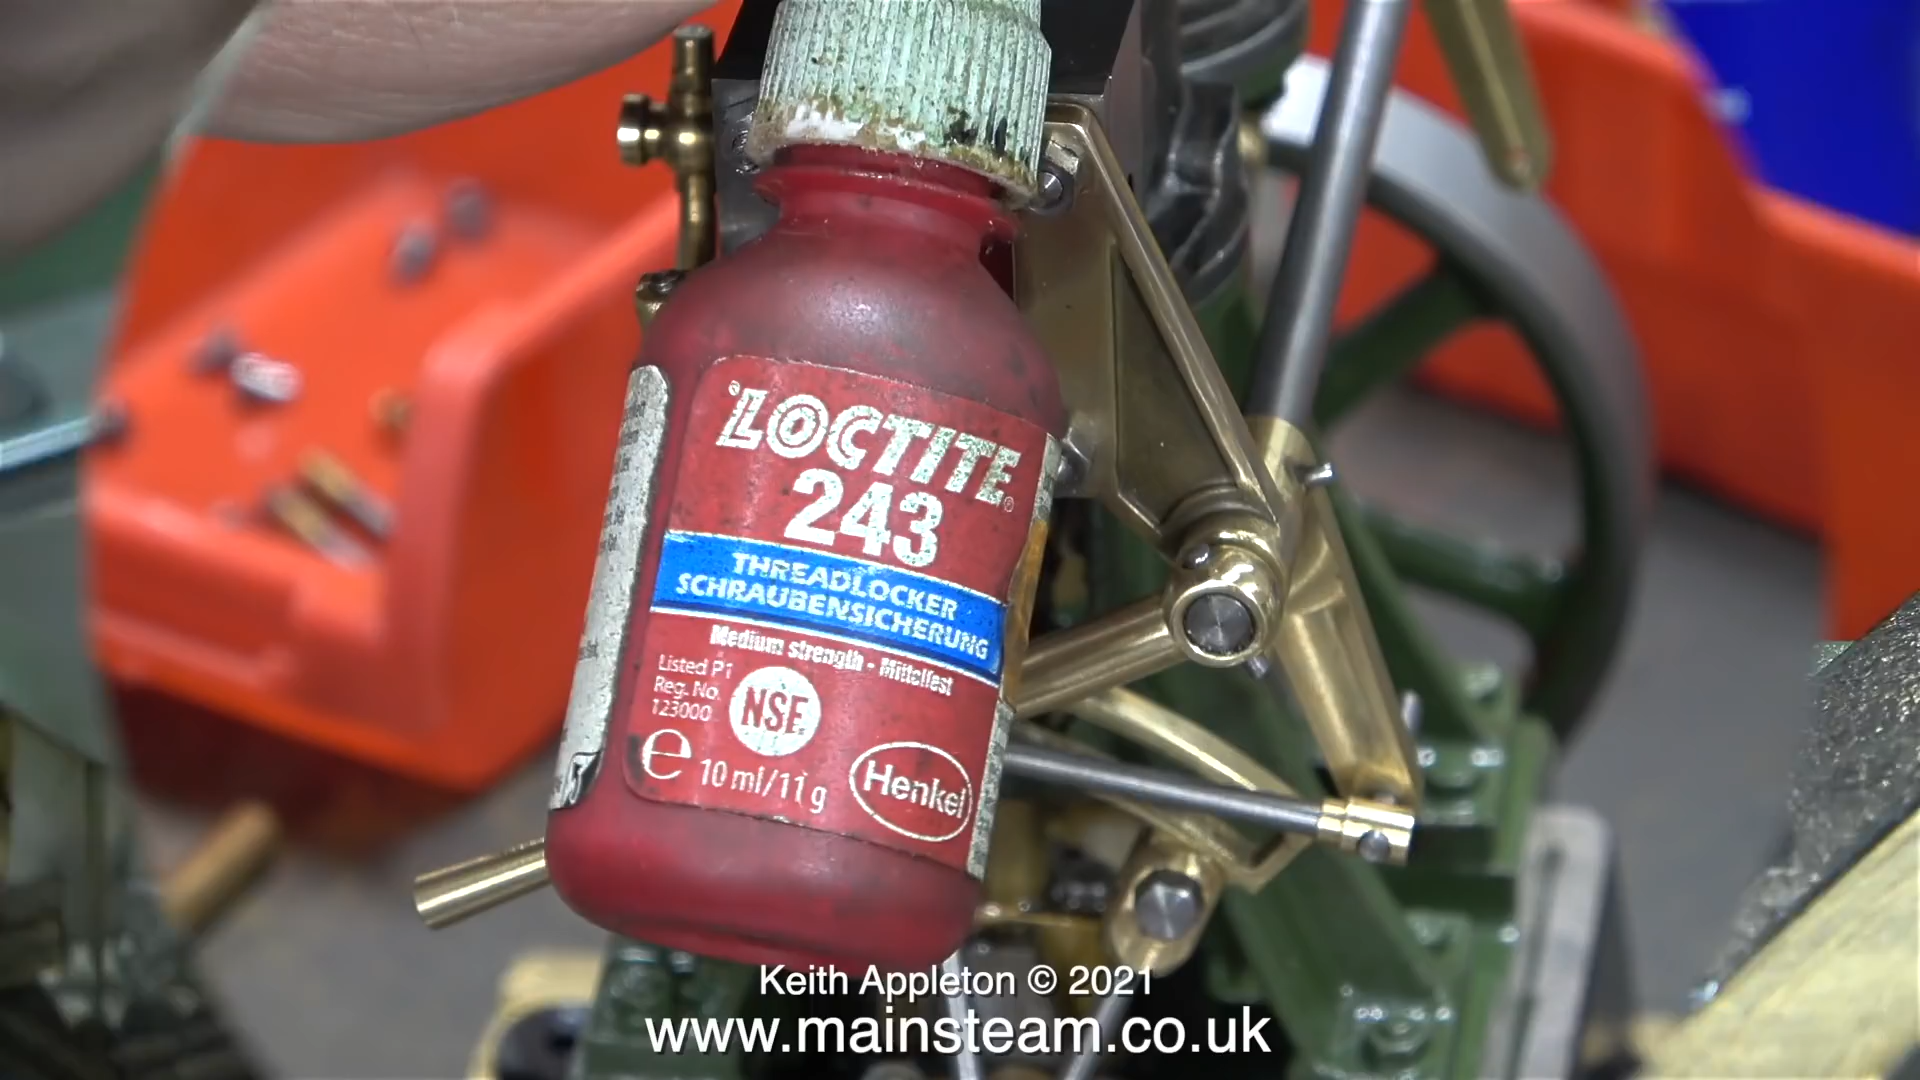 LOCTITE®
243
THREADLOCKER
SCHRAUBENSICHERUNG
Medium strength - Mittelfest
Listed P1
Reg. No.
123000
NSF
e 10 ml/11 g
Henkel
Keith Appleton © 2021
www.mainsteam.co.uk